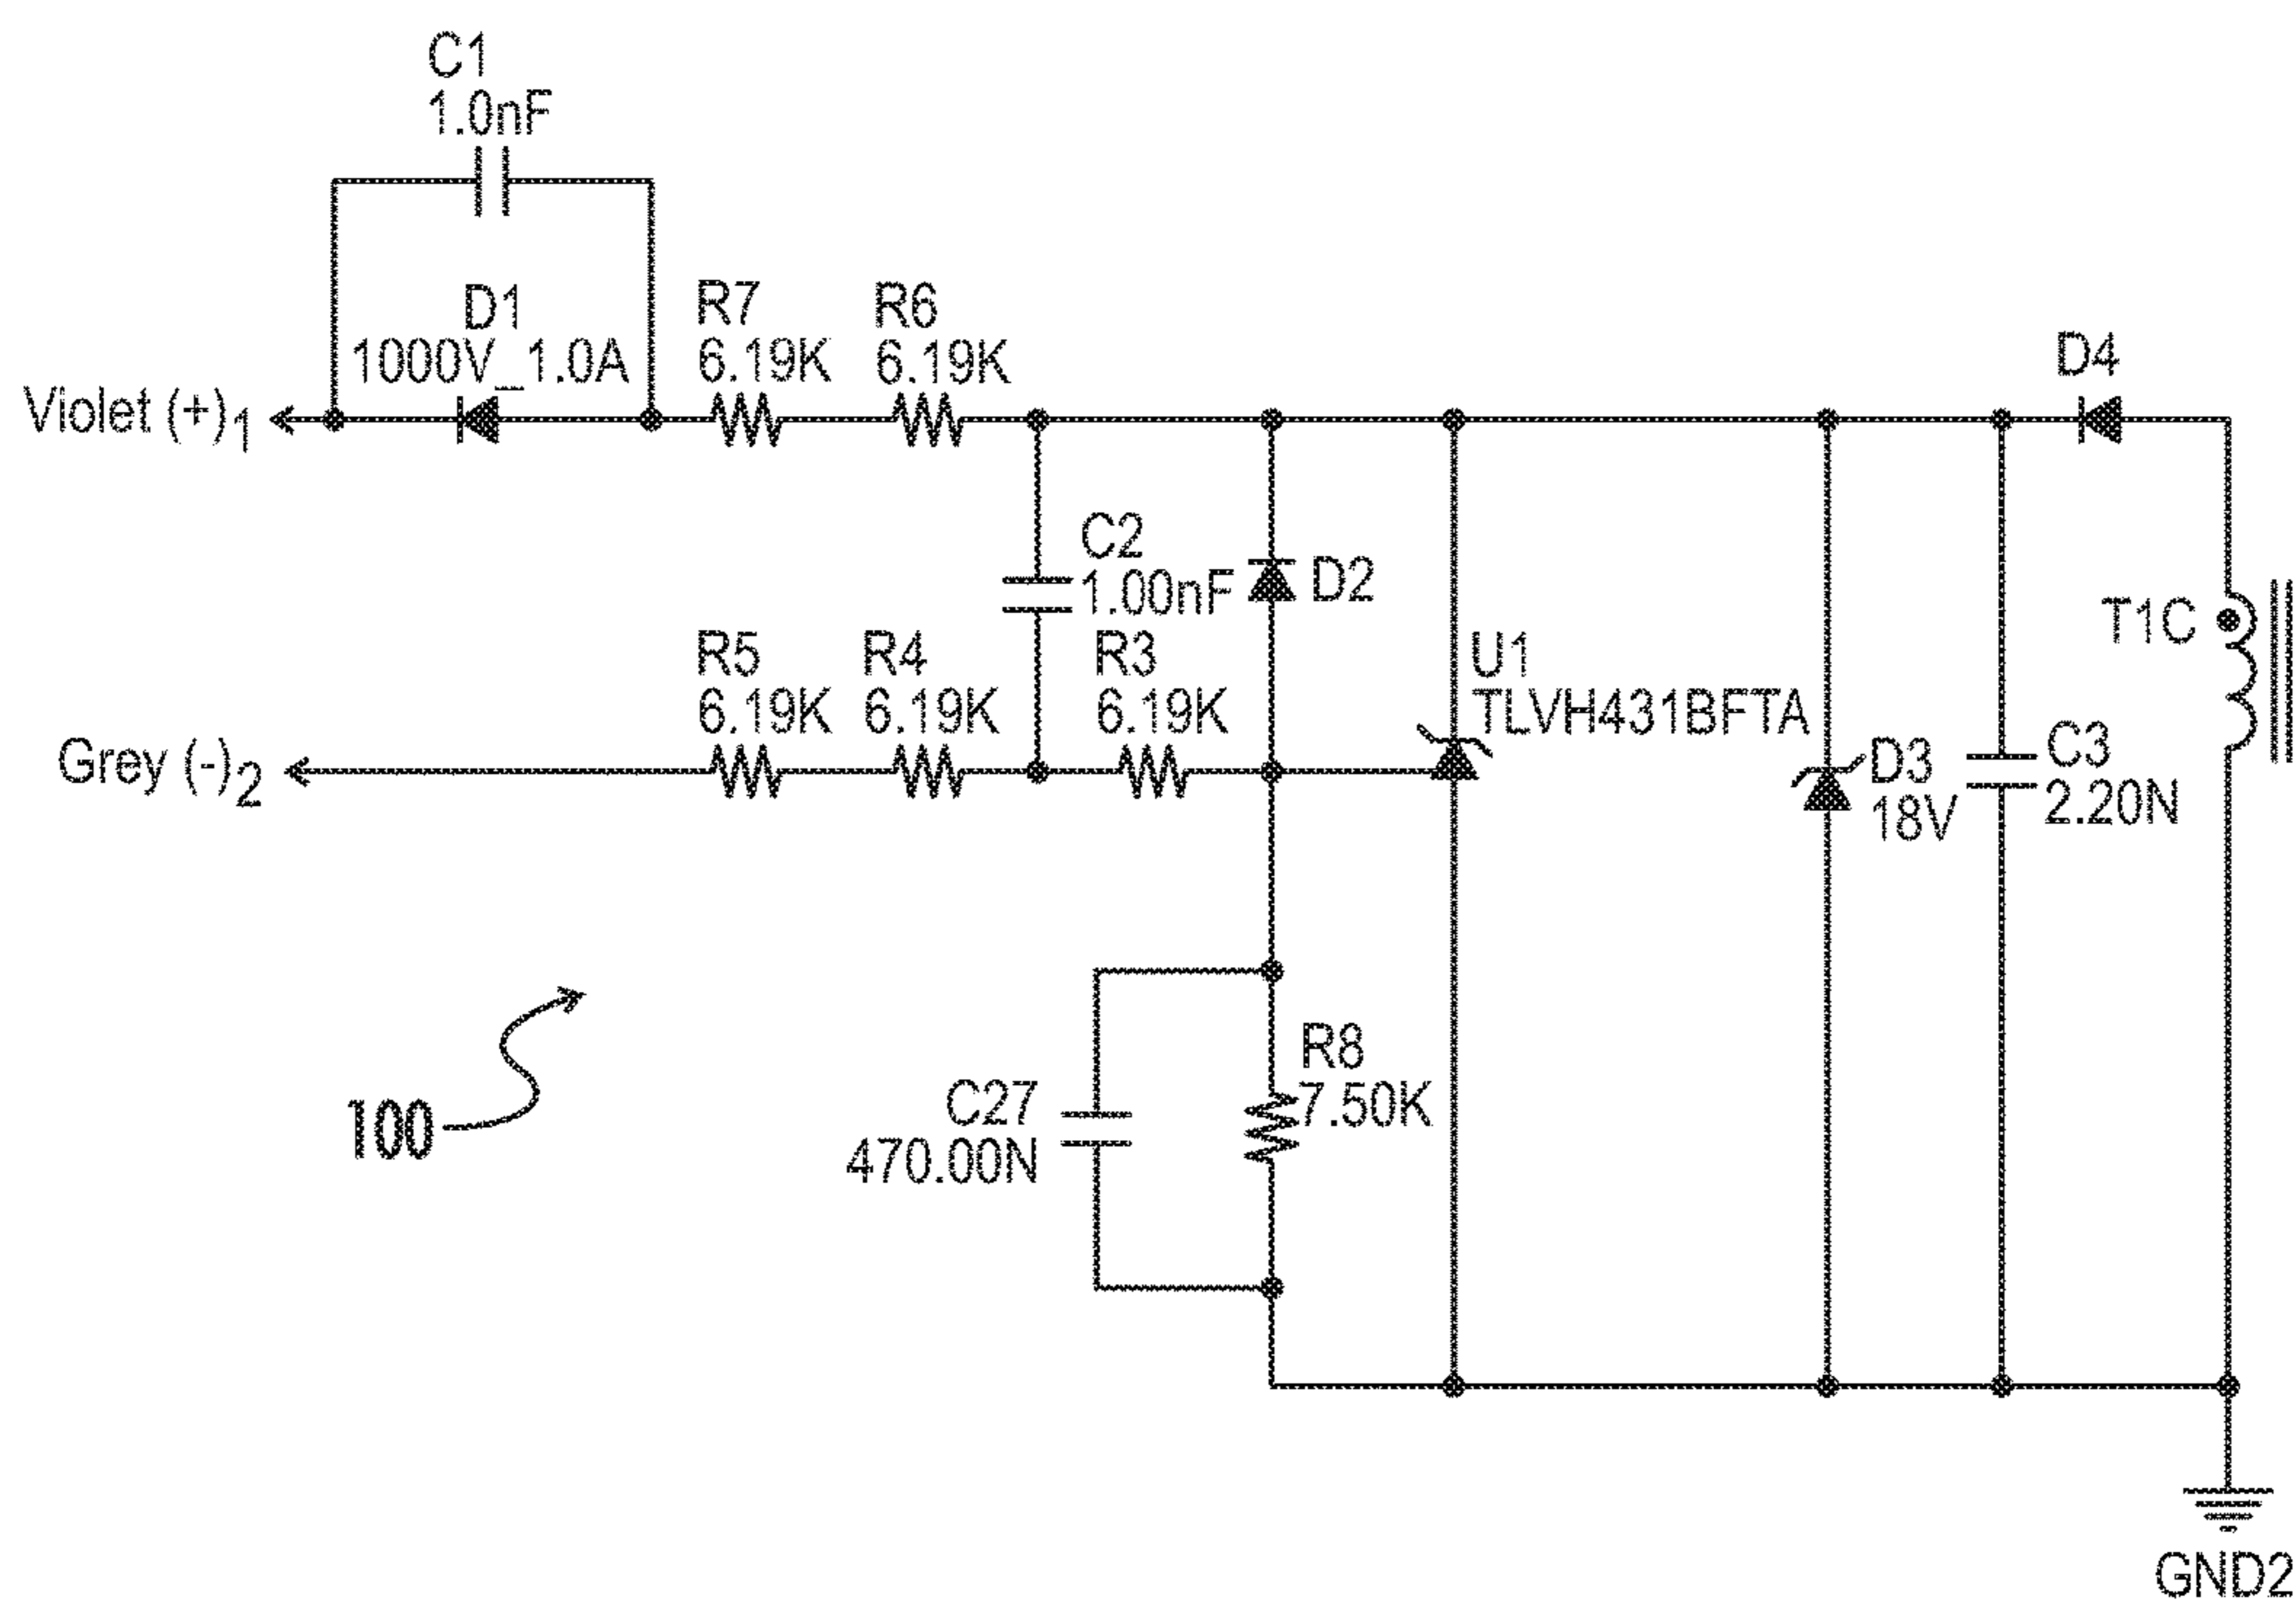 C1
1.0nF
D1
1000V_1.0A
R7
6.19K
R6
6.19K
D4
Violet (+)1
C2
1.00nF
D2
T1C
R5
6.19K
R4
6.19K
R3
6.19K
U1
TLVH431BFTA
Grey (-)2
D3
18V
C3
2.20N
R8
7.50K
C27
470.00N
100
GND2